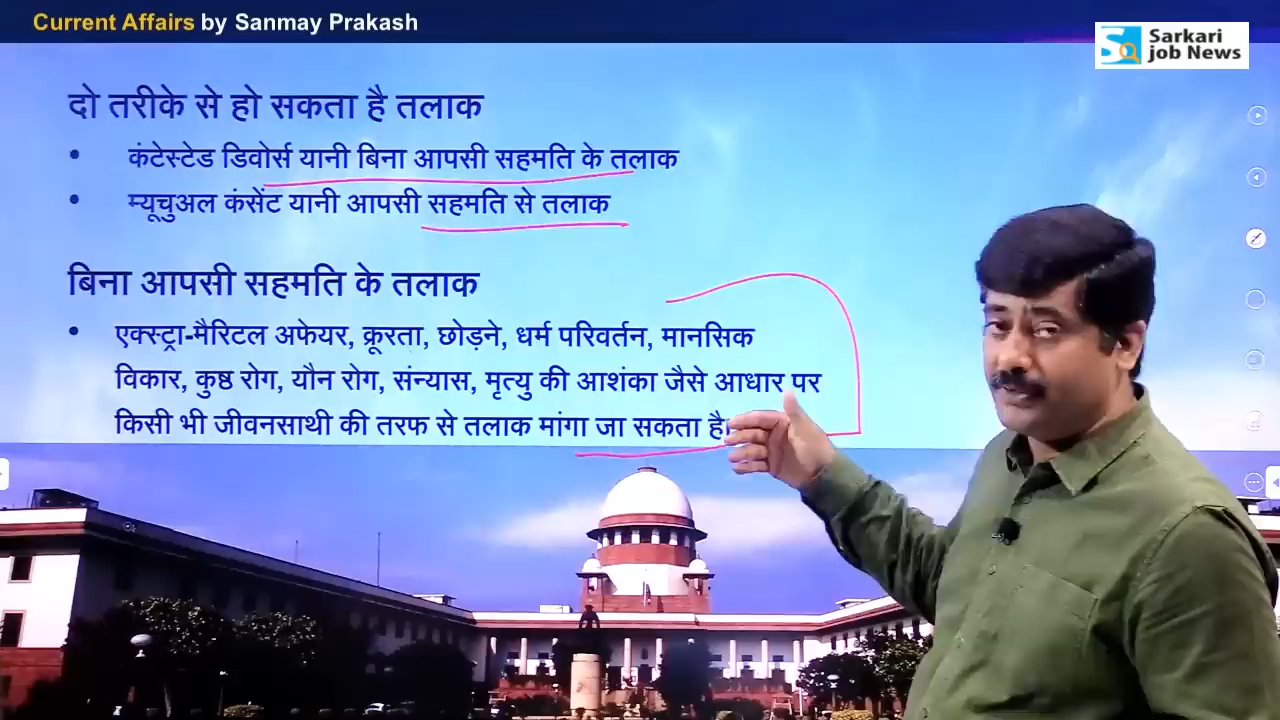 Current Affairs by Sanmay Prakash
Sarkari
job News
दो तरीके से हो सकता है तलाक
• कंटेस्टेड डिवोर्स यानी बिना आपसी सहमति के तलाक
• म्यूचुअल कंसेंट यानी आपसी सहमति से तलाक
बिना आपसी सहमति के तलाक
• एक्स्ट्रा-मैरिटल अफेयर, क्रूरता, छोड़ने, धर्म परिवर्तन, मानसिक
विकार, कुष्ठ रोग, यौन रोग, संन्यास, मृत्यु की आशंका जैसे आधार पर
किसी भी जीवनसाथी की तरफ से तलाक मांगा जा सकता है।